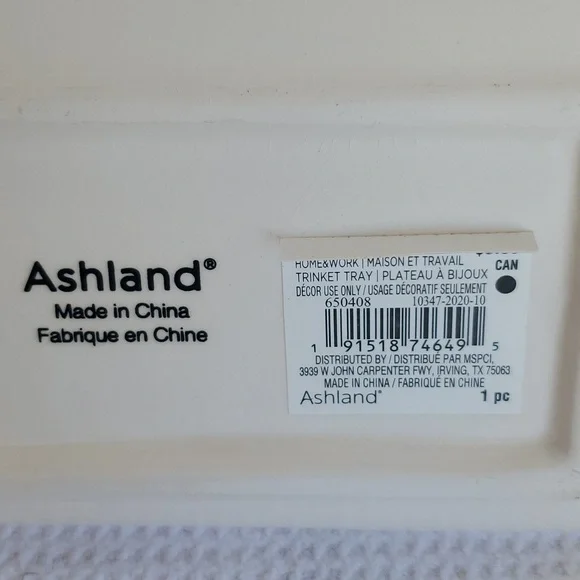 Ashland®
Made in China
Fabrique en Chine
CAN
HOME&WORK | MAISON ET TRAVAIL
TRINKET TRAY | PLATEAU À BIJOUX
DÉCOR USE ONLY / USAGE DÉCORATIF SEULEMENT
650408 10347-2020-10
1 91518 74649 5
DISTRIBUTED BY / DISTRIBUÉ PAR MSPCI,
3939 W JOHN CARPENTER FWY, IRVING, TX 75063
MADE IN CHINA / FABRIQUÉ EN CHINE
Ashland® 1 pc